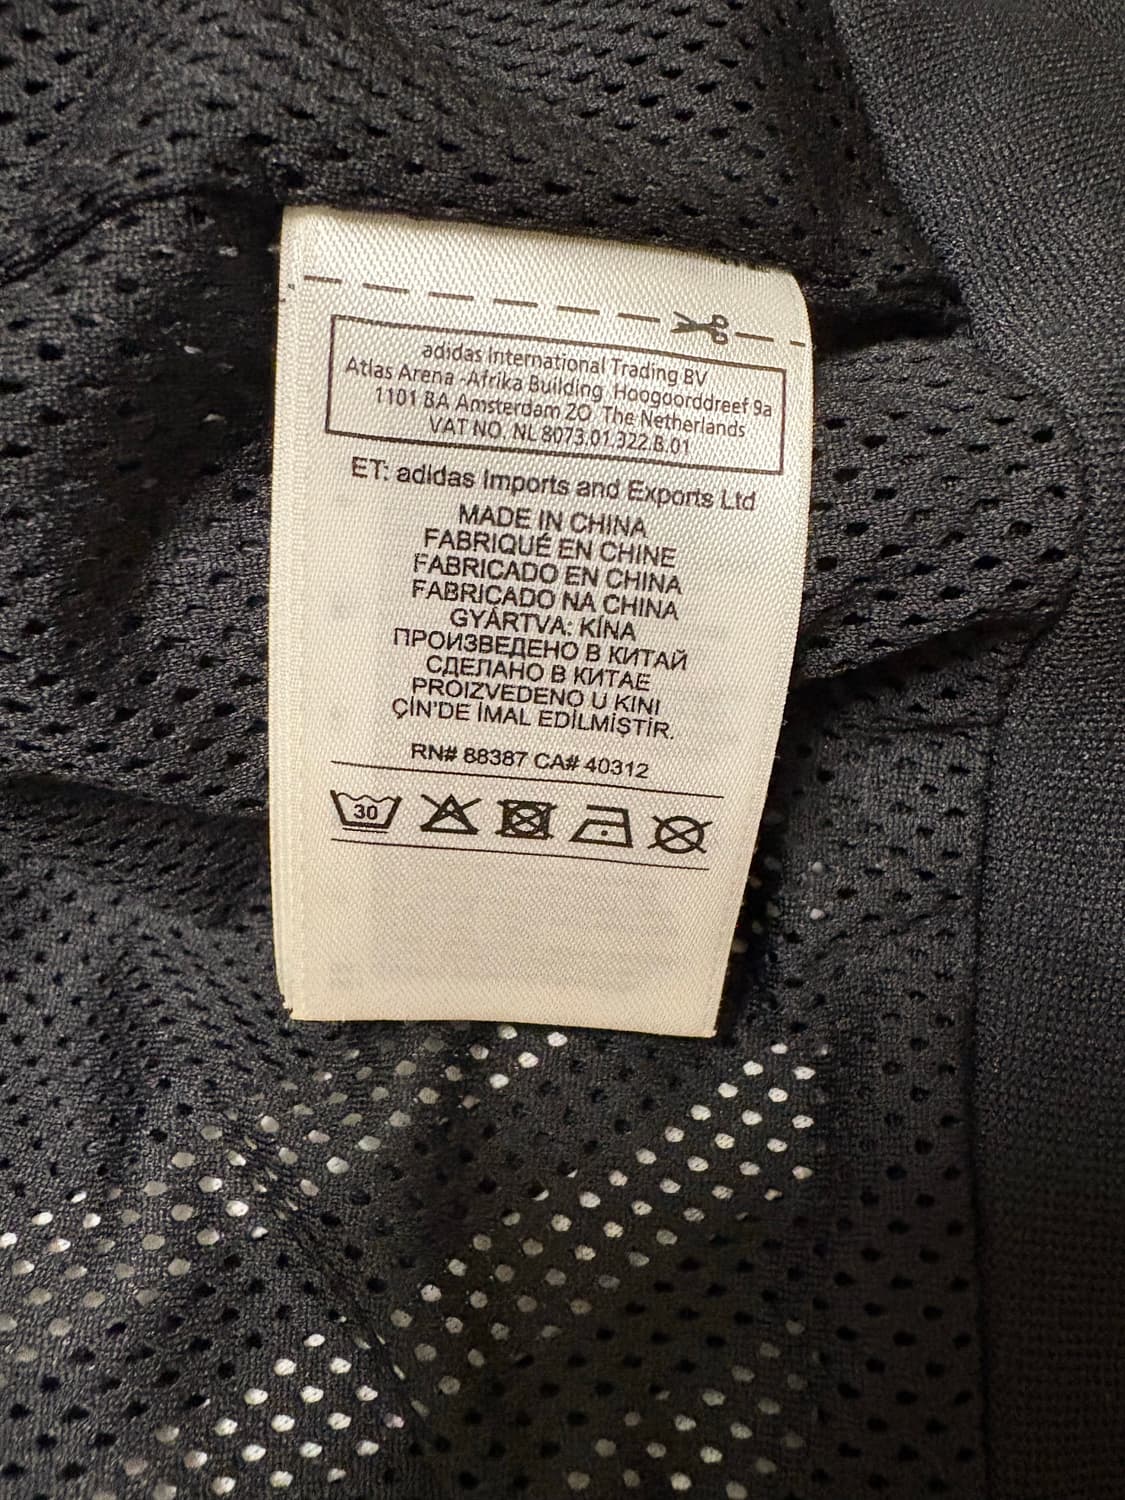 adidas International Trading BV
Atlas Arena -Afrika Building Hoogoorddreef 9a
1101 BA Amsterdam ZO The Netherlands
VAT NO. NL 8073.01.322.B.01
ET: adidas Imports and Exports Ltd
MADE IN CHINA
FABRIQUÉ EN CHINE
FABRICADO EN CHINA
FABRICADO NA CHINA
GYÁRTVA: KÍNA
ПРОИЗВЕДЕНО В КИТАЙ
СДЕЛАНО В КИТАЕ
PROIZVEDENO U KINI
ÇİN'DE İMAL EDİLMİŞTİR.
RN# 88387 CA# 40312
30